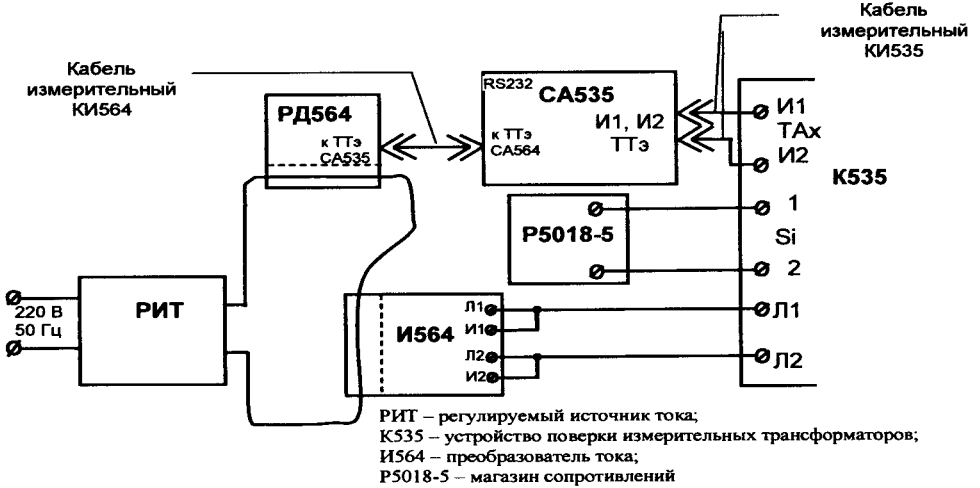 Кабель
измерительный
КИ535
Кабель
измерительный
КИ564
РД564
к ТТэ
СА535
RS232
СА535
И1, И2
ТТэ
к ТТэ
СА564
И1
ТАх
И2
К535
Р5018-5
1
Si
2
220 В
50 Гц
РИТ
И564
Л1
И1
Л2
И2
Л1
Л2
РИТ – регулируемый источник тока;
К535 – устройство поверки измерительных трансформаторов;
И564 – преобразователь тока;
Р5018-5 – магазин сопротивлений